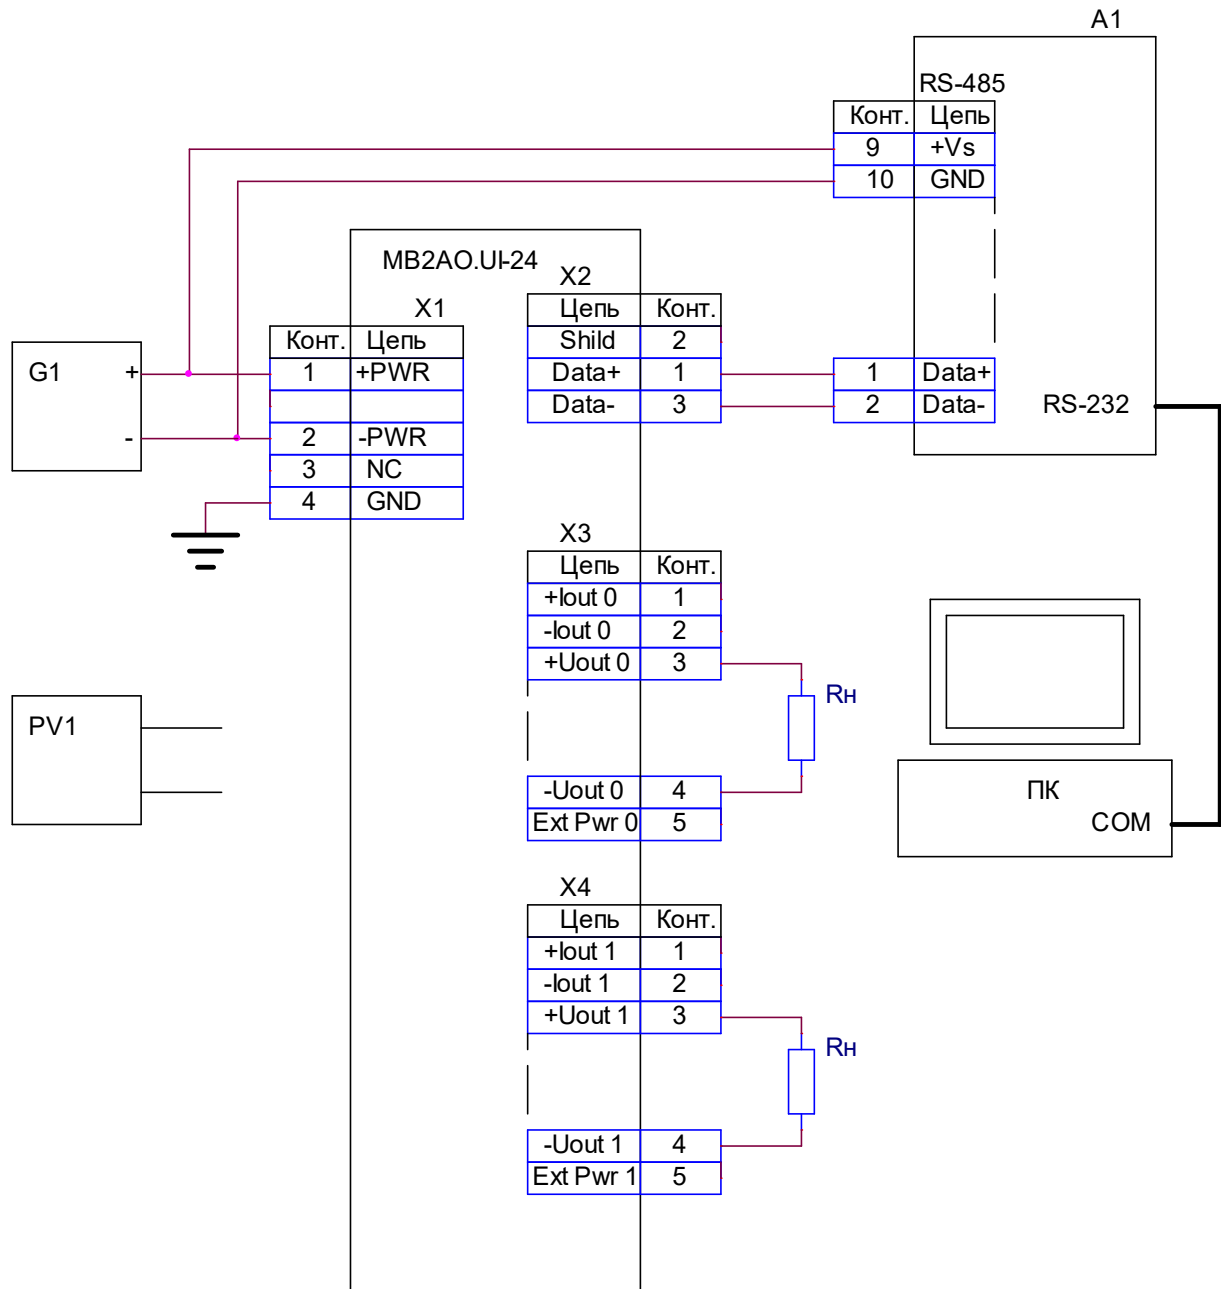 A1
RS-485
Конт. Цепь
9 +Vs
10 GND
MB2AO.UI-24
X2
Цепь Конт.
Shild 2
Data+ 1
Data- 3
X1
Конт. Цепь
1 +PWR
2 -PWR
3 NC
4 GND
G1
+
-
1 Data+
2 Data-
RS-232
X3
Цепь Конт.
+Iout 0 1
-Iout 0 2
+Uout 0 3
Rн
-Uout 0 4
Ext Pwr 0 5
PV1
ПК
COM
X4
Цепь Конт.
+Iout 1 1
-Iout 1 2
+Uout 1 3
Rн
-Uout 1 4
Ext Pwr 1 5